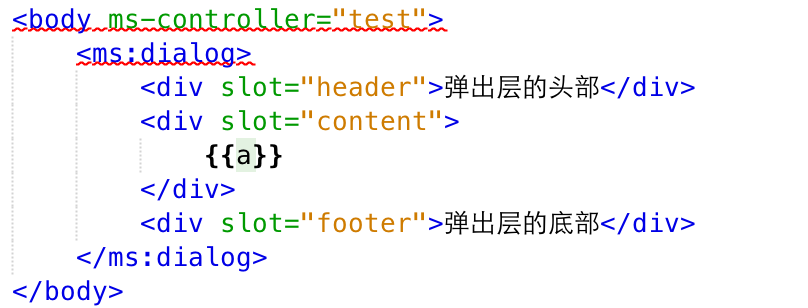 <body ms-controller="test">
<ms:dialog>
<div slot="header">弹出层的头部</div>
<div slot="content">
{{a}}
</div>
<div slot="footer">弹出层的底部</div>
</ms:dialog>
</body>